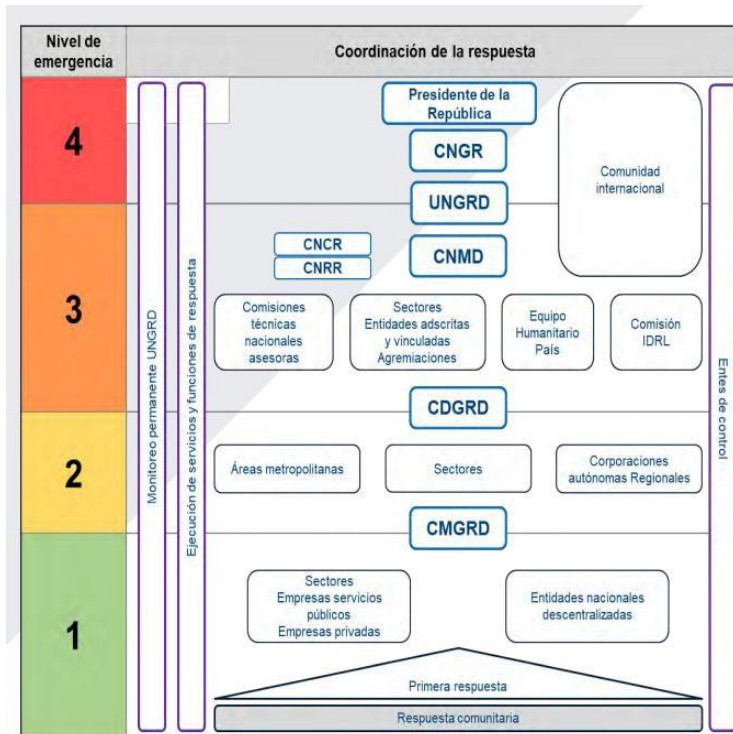 Nivel de
emergencia
Coordinación de la respuesta
4
Presidente de la
República
CNGR
Comunidad
internacional
UNGRD
3
CNCR
CNRR
CNMD
Comisiones
técnicas
nacionales
asesoras
Sectores
Entidades adscritas
y vinculadas
Agremiaciones
Equipo
Humanitario
País
Comisión
IDRL
CDGRD
2
Áreas metropolitanas
Sectores
Corporaciones
autónomas Regionales
CMGRD
1
Sectores
Empresas servicios
públicos
Empresas privadas
Entidades nacionales
descentralizadas
Primera respuesta
Respuesta comunitaria
Monitoreo permanente UNGRD
Ejecución de servicios y funciones de respuesta
Entes de control